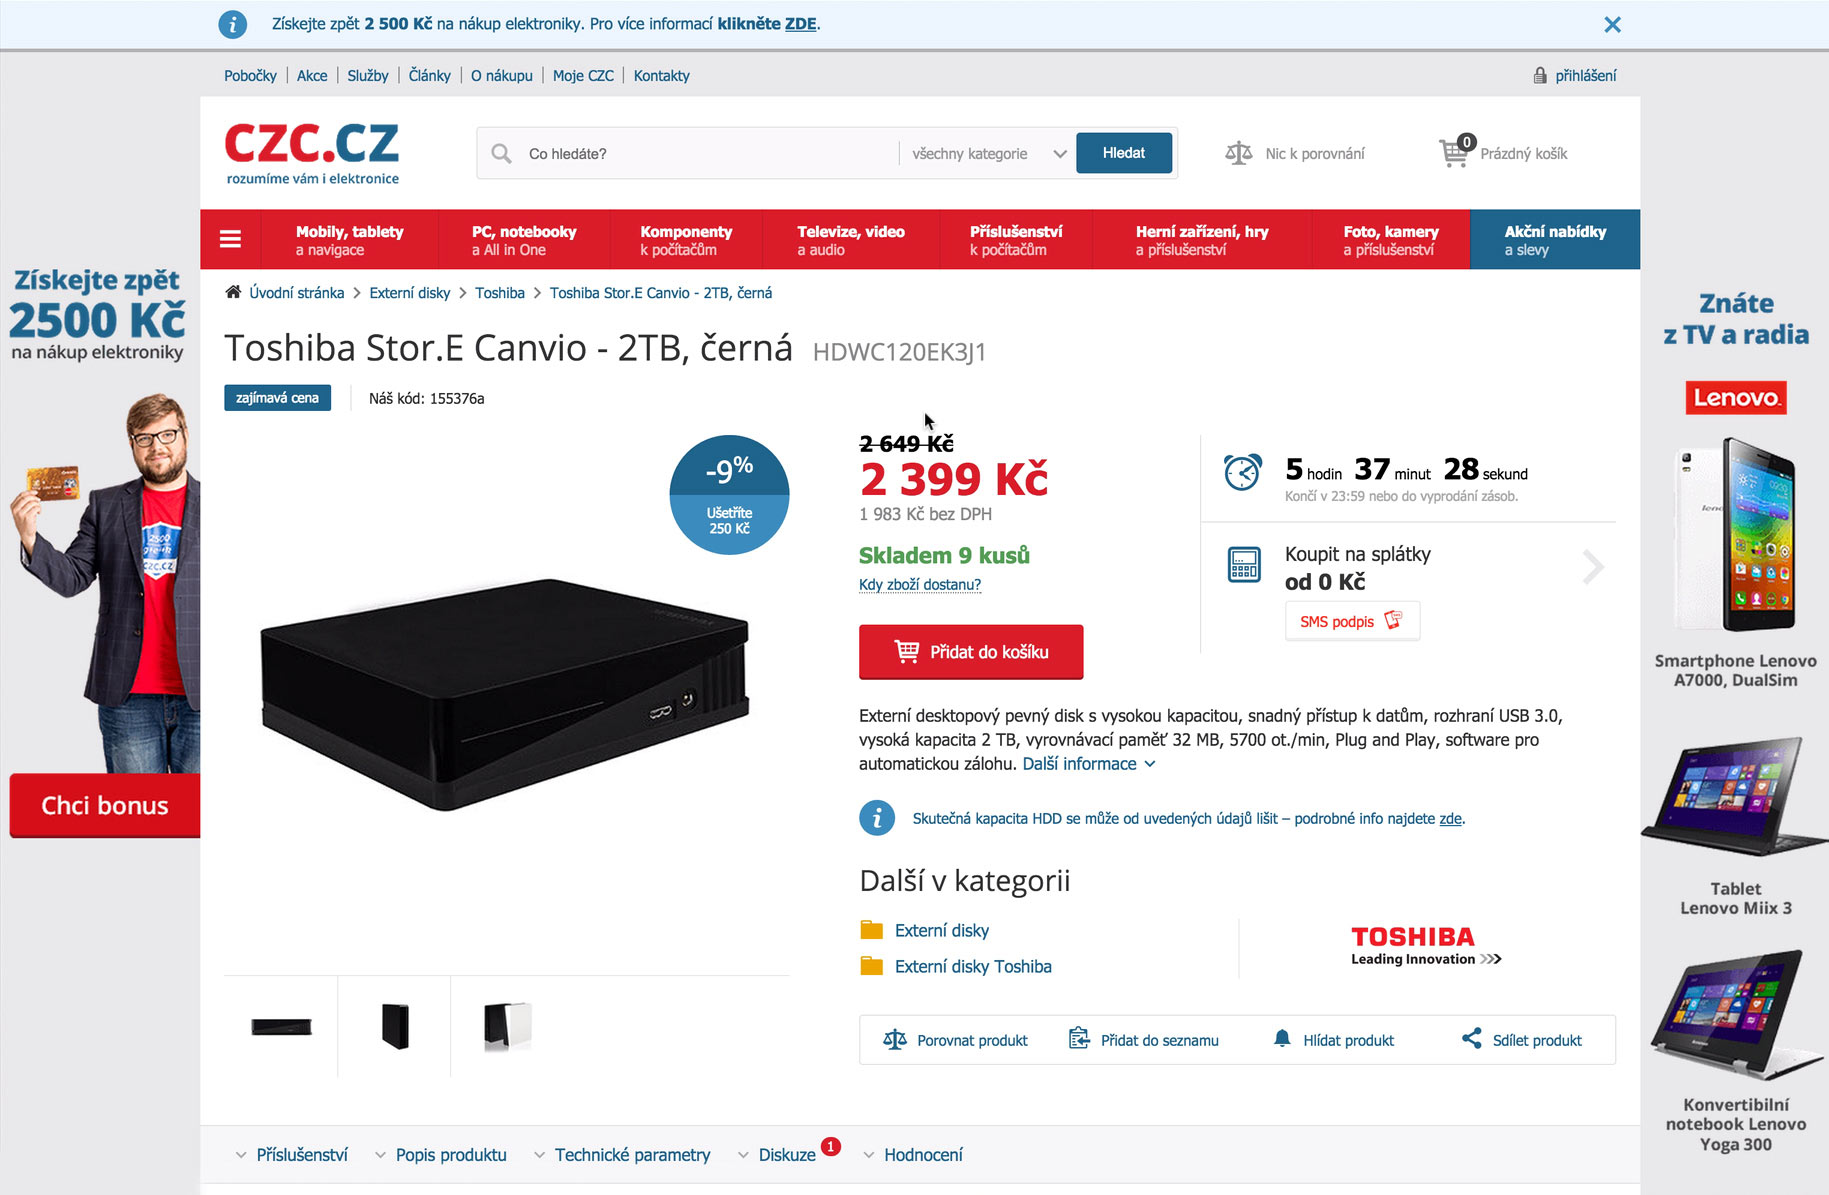 Získejte zpět 2 500 Kč na nákup elektroniky. Pro více informací klikněte ZDE.
Pobočky
Akce
Služby
Články
O nákupu
Moje CZC
Kontakty
přihlášení
CZC.CZ
rozumíme vám i elektronice
Co hledáte?
všechny kategorie
Hledat
Nic k porovnání
0
Prázdný košík
Mobily, tablety
a navigace
PC, notebooky
a All in One
Komponenty
k počítačům
Televize, video
a audio
Příslušenství
k počítačům
Herní zařízení, hry
a příslušenství
Foto, kamery
a příslušenství
Akční nabídky
a slevy
Získejte zpět
2500 Kč
na nákup elektroniky
Chci bonus
Úvodní stránka
Externí disky
Toshiba
Toshiba Stor.E Canvio - 2TB, černá
Toshiba Stor.E Canvio - 2TB, černá HDWC120EK3J1
zajímavá cena
Náš kód: 155376a
-9%
Ušetříte
250 Kč
2 649 Kč
2 399 Kč
1 983 Kč bez DPH
Skladem 9 kusů
Kdy zboží dostanu?
Přidat do košíku
5 hodin 37 minut 28 sekund
Končí v 23:59 nebo do vyprodání zásob.
Koupit na splátky
od 0 Kč
SMS podpis
Externí desktopový pevný disk s vysokou kapacitou, snadný přístup k datům, rozhraní USB 3.0,
vysoká kapacita 2 TB, vyrovnávací paměť 32 MB, 5700 ot./min, Plug and Play, software pro
automatickou zálohu. Další informace
Skutečná kapacita HDD se může od uvedených údajů lišit – podrobné info najdete zde.
Další v kategorii
Externí disky
Externí disky Toshiba
TOSHIBA
Leading Innovation
Porovnat produkt
Přidat do seznamu
Hlídat produkt
Sdílet produkt
Příslušenství
Popis produktu
Technické parametry
Diskuze
1
Hodnocení
Znáte
z TV a radia
Lenovo
Smartphone Lenovo
A7000, DualSim
Tablet
Lenovo Miix 3
Konvertibilní
notebook Lenovo
Yoga 300